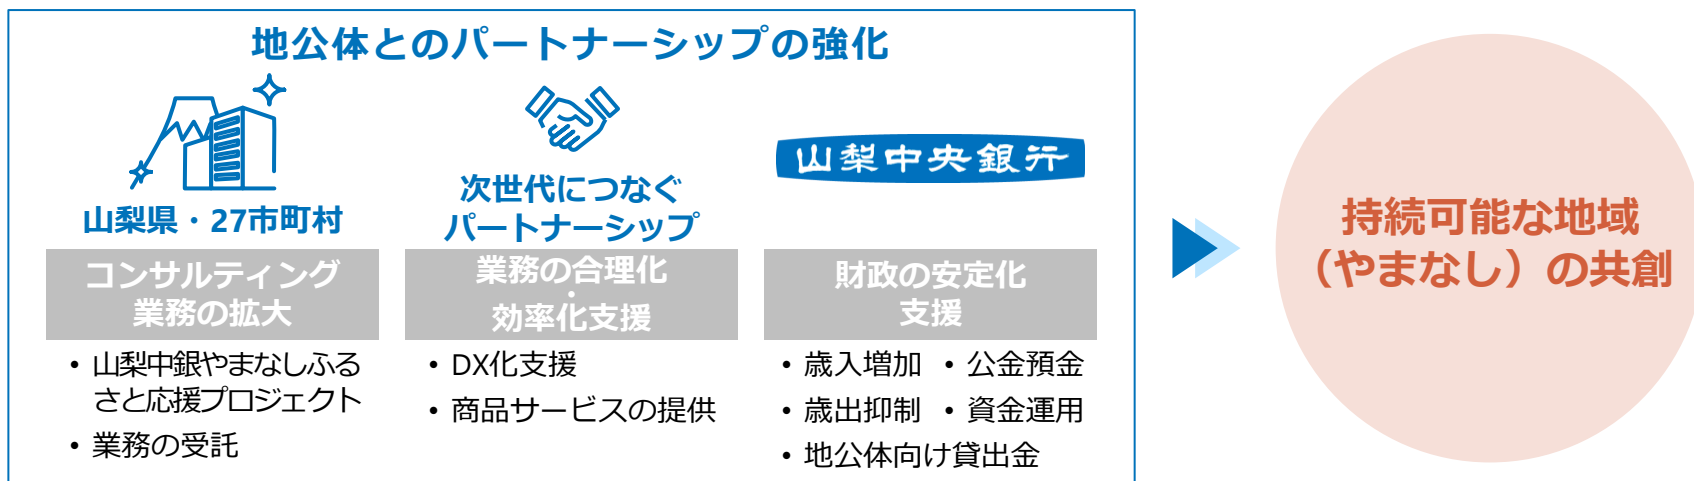 地公体とのパートナーシップの強化
山梨県・27市町村
次世代につなぐ
パートナーシップ
山梨中央銀行
コンサルティング
業務の拡大
業務の合理化
・
効率化支援
財政の安定化
支援
• 山梨中銀やまなしふる
さと応援プロジェクト
• 業務の受託
• DX化支援
• 商品サービスの提供
• 歳入増加 • 公金預金
• 歳出抑制 • 資金運用
• 地公体向け貸出金
持続可能な地域
（やまなし）の共創